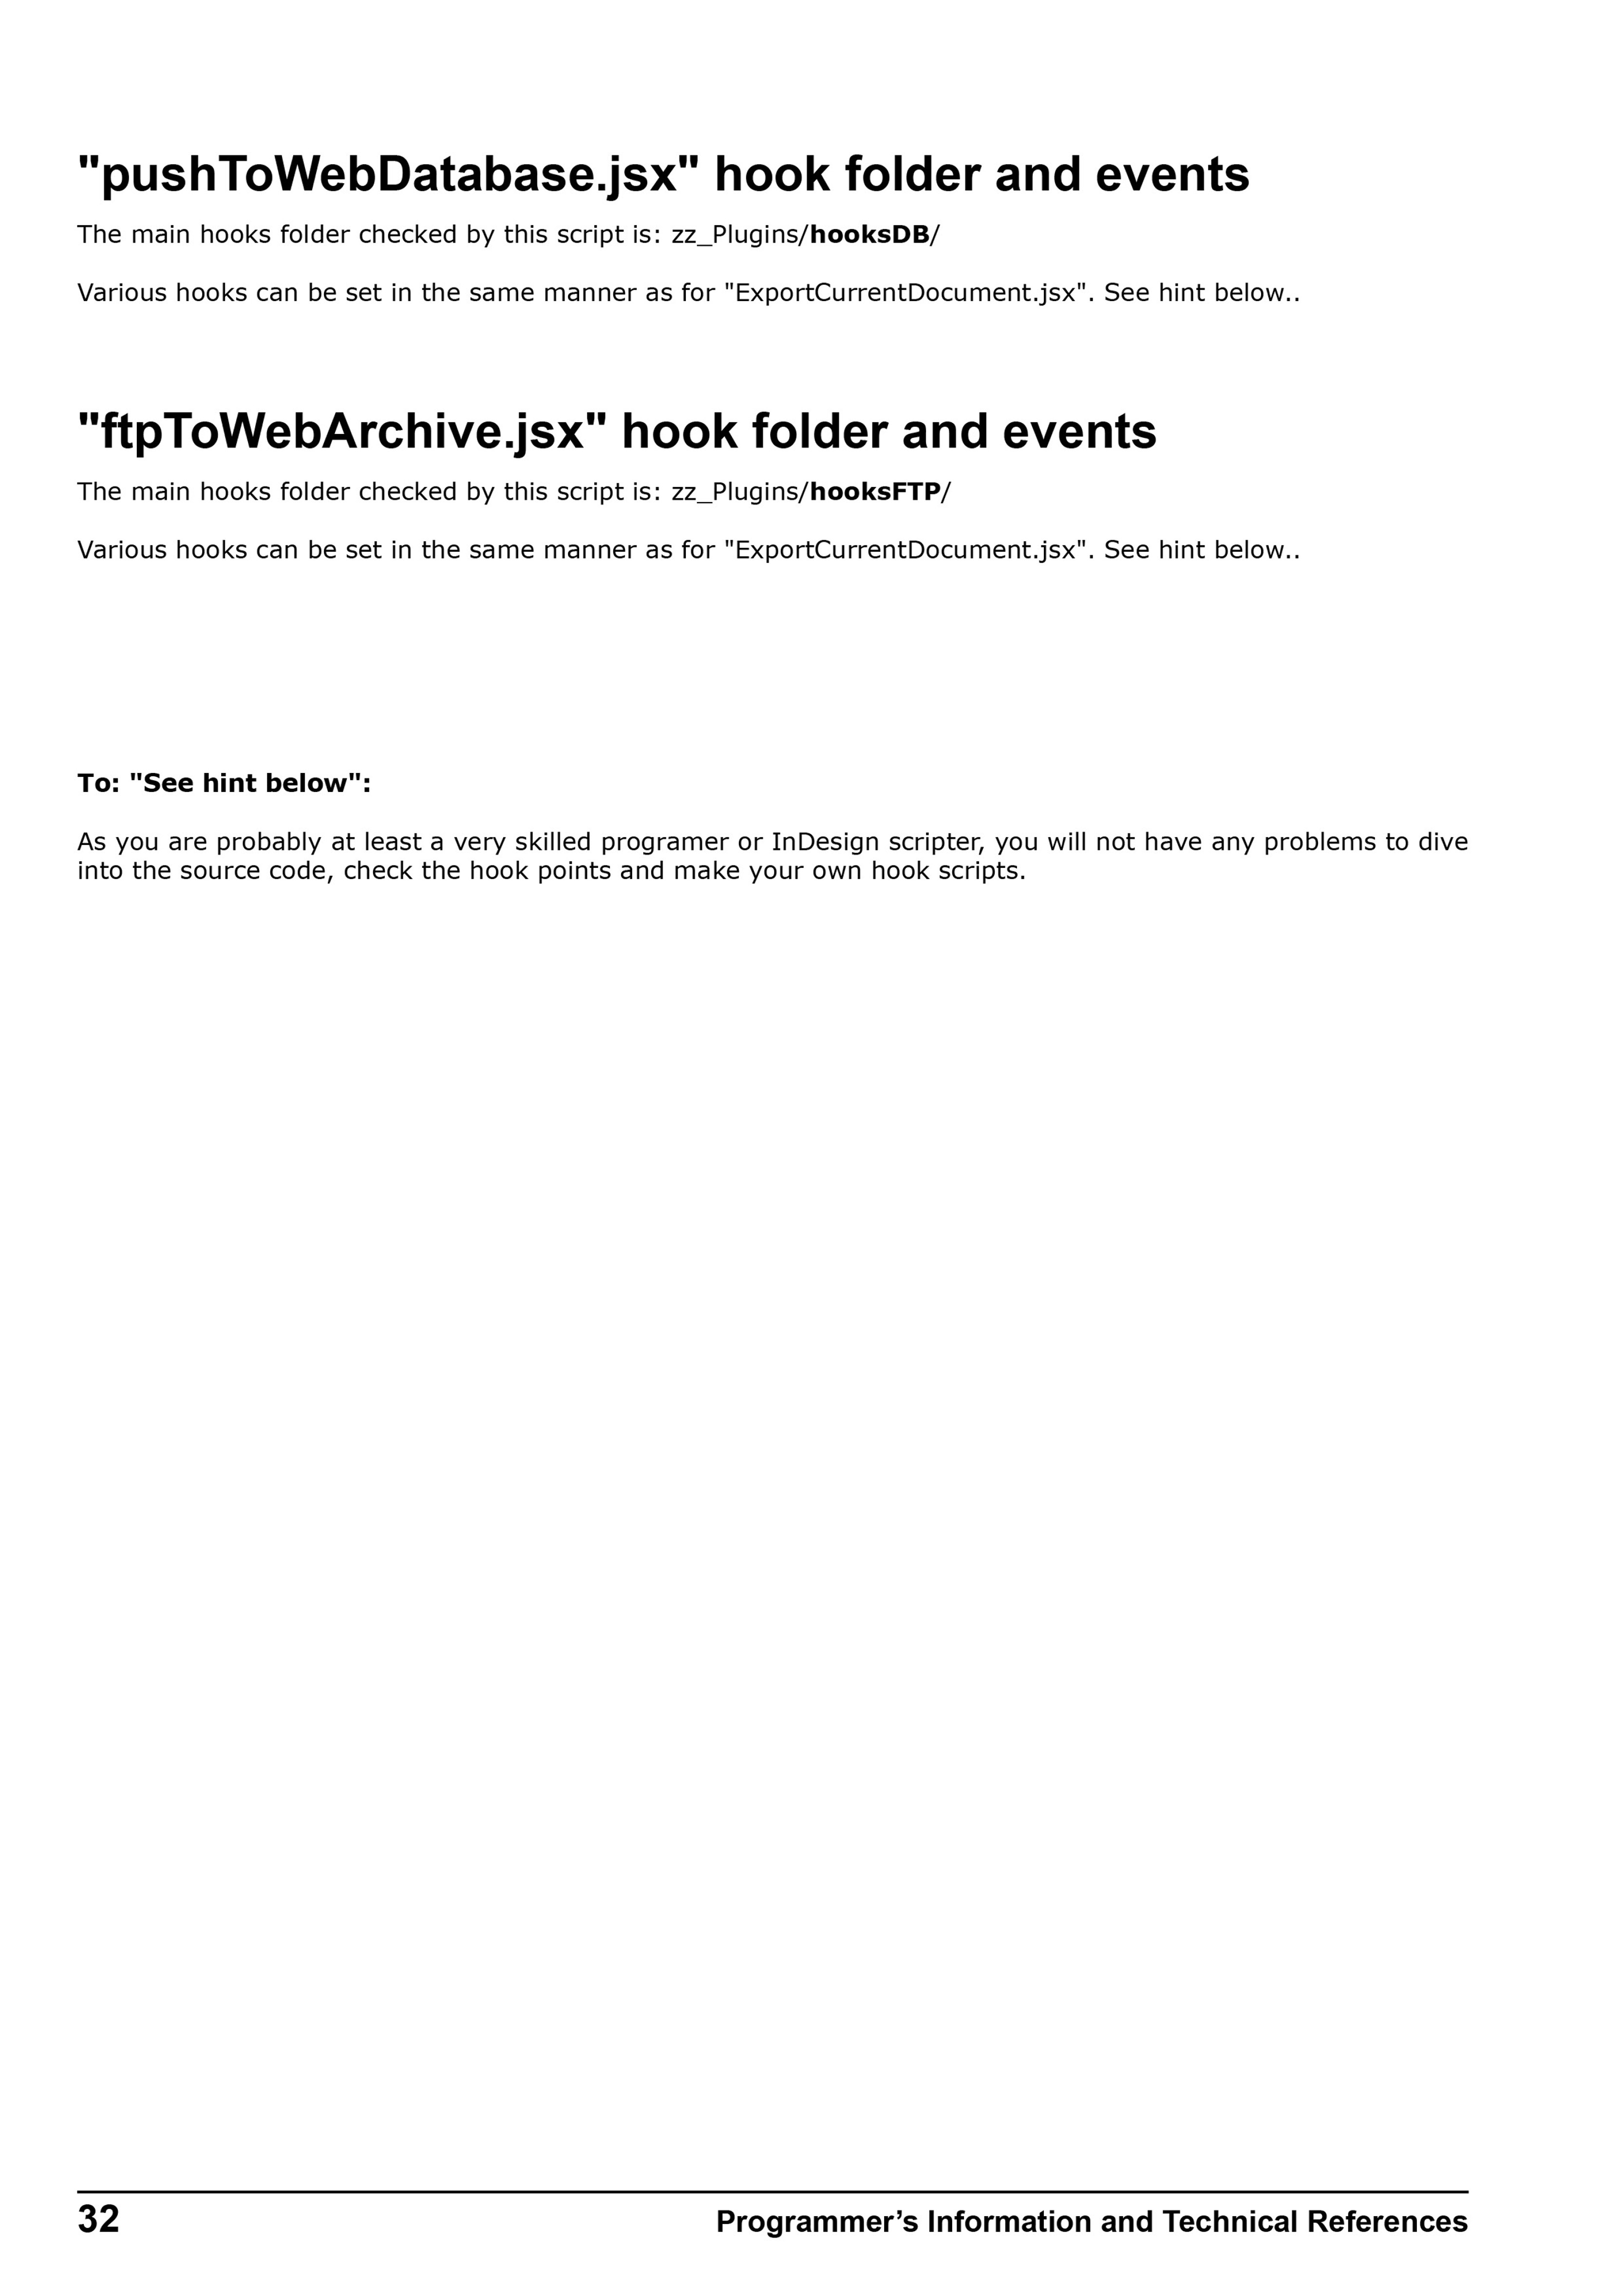 "pushToWebDatabase.jsx" hook folder and events
The main hooks folder checked by this script is: zz_Plugins/hooksDB/
Various hooks can be set in the same manner as for "ExportCurrentDocument.jsx". See hint below..
"ftpToWebArchive.jsx" hook folder and events
The main hooks folder checked by this script is: zz_Plugins/hooksFTP/
Various hooks can be set in the same manner as for "ExportCurrentDocument.jsx". See hint below..
To: "See hint below":
As you are probably at least a very skilled programer or InDesign scripter, you will not have any problems to dive
into the source code, check the hook points and make your own hook scripts.
32
Programmer’s Information and Technical References